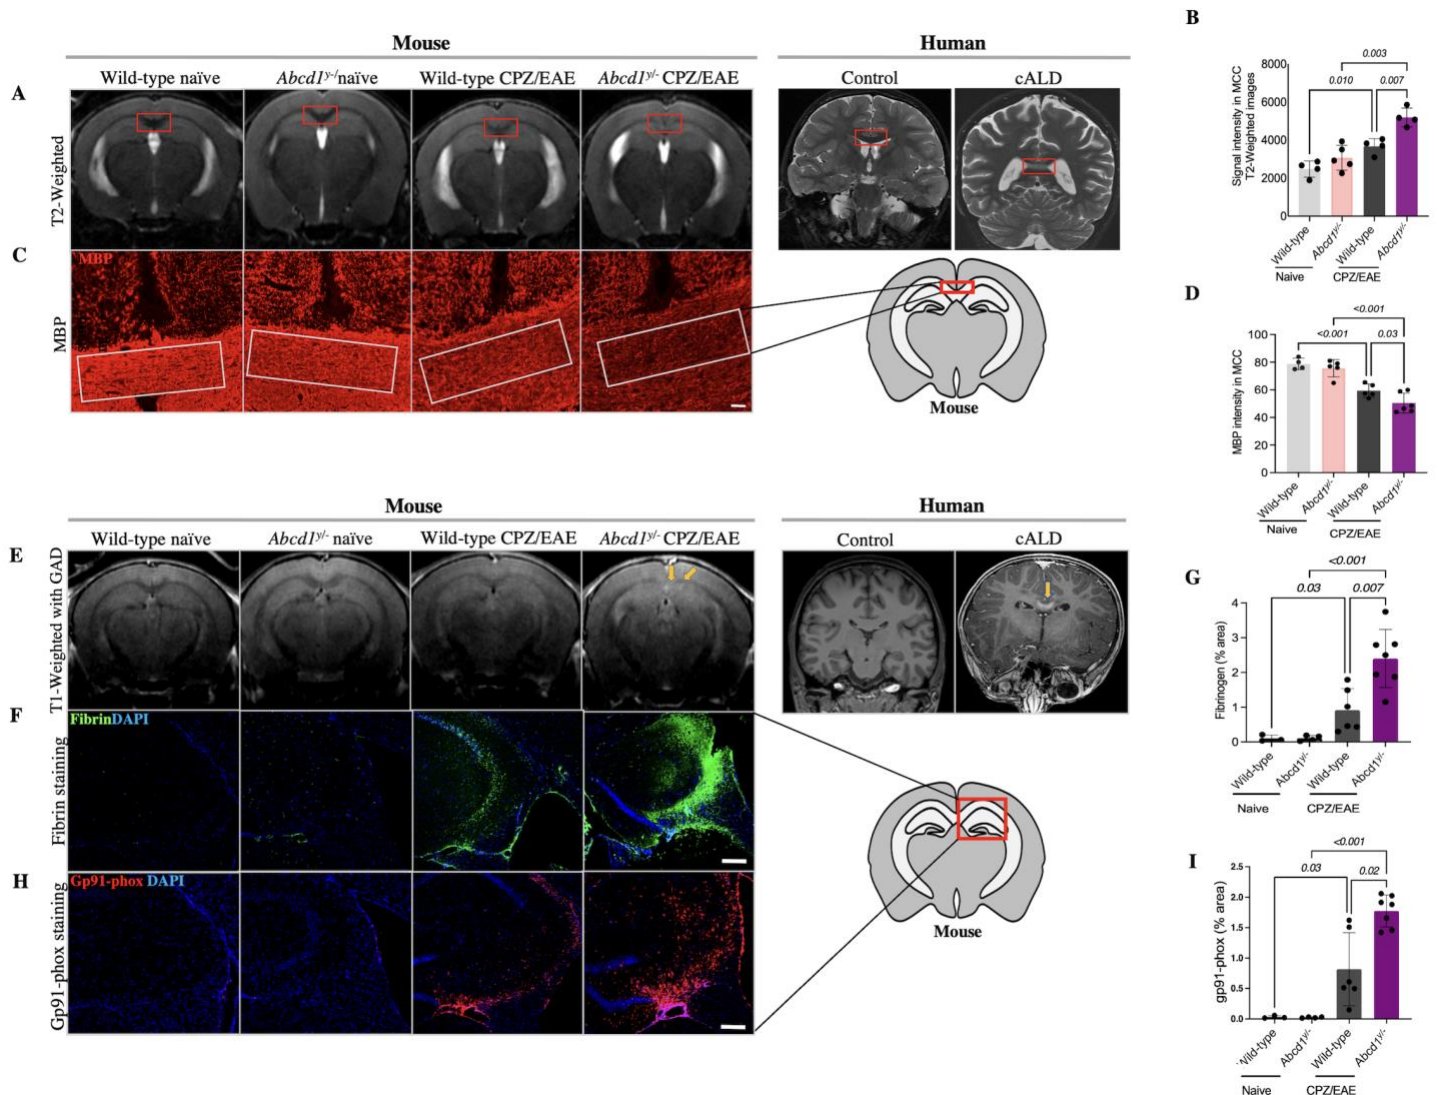 Mouse
Human
Wild-type naïve
Abcd1y-/naïve
Wild-type CPZ/EAE
Abcd1y/- CPZ/EAE
Control
cALD
A
T2-Weighted
C
MBP
MBP
Mouse
B
Signal intensity in MCC
T2-Weighted images
8000
6000
4000
2000
0
0.003
0.010
0.007
Wild-type
Abcd1y/-
Wild-type
Abcd1y/-
Naive
CPZ/EAE
D
MBP intensity in MCC
100
80
60
40
20
0
<0.001
<0.001
0.03
Wild-type
Abcd1y/-
Wild-type
Abcd1y/-
Naive
CPZ/EAE
Mouse
Human
Wild-type naïve
Abcd1y/- naïve
Wild-type CPZ/EAE
Abcd1y/- CPZ/EAE
Control
cALD
E
T1-Weighted with GAD
F
Fibrin staining
FibrinDAPI
H
Gp91-phox staining
Gp91-phox DAPI
Mouse
G
Fibrinogen (% area)
4
3
2
1
0
<0.001
0.03
0.007
Wild-type
Abcd1y/-
Wild-type
Abcd1y/-
Naive
CPZ/EAE
I
gp91-phox (% area)
2.5
2.0
1.5
1.0
0.5
0.0
<0.001
0.03
0.02
Wild-type
Abcd1y/-
Wild-type
Abcd1y/-
Naive
CPZ/EAE